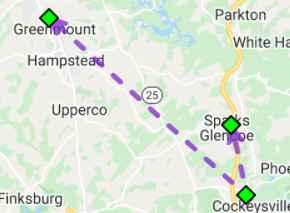 Parkton
Greenmount
White Ha
Hampstead
25
Upperco
Sparks
Glencoe
Phoe
Finksburg
Cockeysville